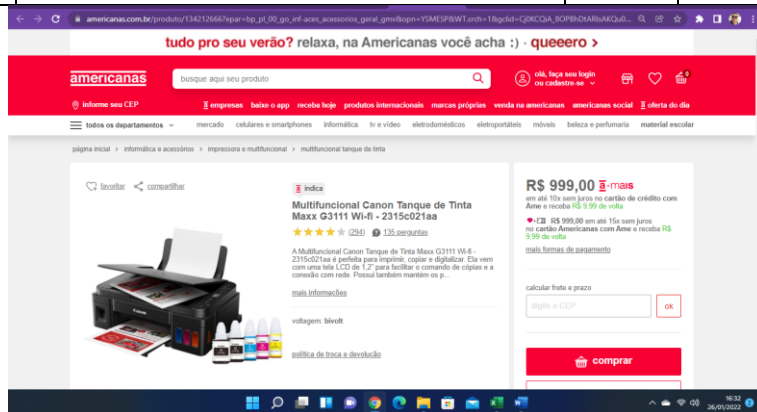 americanas.com.br/produto/134212666?epar=bp_pl_00_go_inf-aces_acessorios_geral_gmv&opn=YSMESP&WT.srch=1&gclid=
tudo pro seu verão? relaxa, na Americanas você acha :) · queeero >
americanas
busque aqui seu produto
olá, faça seu login
ou cadastre-se
0
informe seu CEP
empresas baixe o app receba hoje produtos internacionais marcas próprias venda na americanas americanas social oferta do dia
todos os departamentos
mercado celulares e smartphones informática tv e vídeo eletrodomésticos eletroportáteis móveis beleza e perfumaria material escolar
página inicial > informática e acessórios > impressora e multifuncional > multifuncional tanque de tinta
favoritar
compartilhar
a indica
Multifuncional Canon Tanque de Tinta
Maxx G3111 Wi-fi - 2315c021aa
(294) 135 perguntas
A Multifuncional Canon Tanque de Tinta Maxx G3111 Wi-fi -
2315c021aa é perfeita para imprimir, copiar e digitalizar. Ela vem
com uma tela LCD de 1,2" para facilitar o comando de cópias e a
conexão com rede. Possui também mantém os p...
mais informações
voltagem bivolt
política de troca e devolução
Canon
R$ 999,00 a-mais
em até 10x sem juros no cartão de crédito com
Ame e receba R$ 9,99 de volta
R$ 999,00 em até 15x sem juros
no cartão Americanas com Ame e receba R$
9,99 de volta
mais formas de pagamento
calcular frete e prazo
digite o CEP
ok
comprar
16:32
26/01/2022